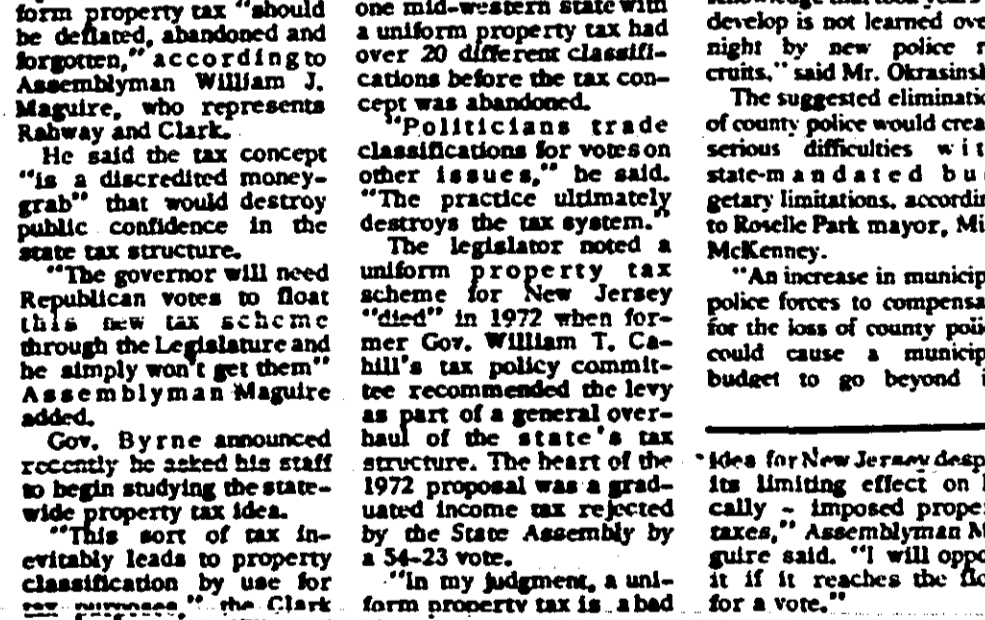 form property tax "should
be deflated, abandoned and
forgotten," according to
Assemblyman William J.
Maguire, who represents
Rahway and Clark.
He said the tax concept
"is a discredited money-
grab" that would destroy
public confidence in the
state tax structure.
"The governor will need
Republican votes to float
this new tax scheme
through the Legislature and
he simply won't get them"
Assemblyman Maguire
added.
Gov. Byrne announced
recently he asked his staff
to begin studying the state-
wide property tax idea.
"This sort of tax in-
evitably leads to property
classification by use for
tax purposes," the Clark
one mid-western state with
a uniform property tax had
over 20 different classifi-
cations before the tax con-
cept was abandoned.
"Politicians trade
classifications for votes on
other issues," he said.
"The practice ultimately
destroys the tax system."
The legislator noted a
uniform property tax
scheme for New Jersey
"died" in 1972 when for-
mer Gov. William T. Ca-
hill's tax policy commit-
tee recommended the levy
as part of a general over-
haul of the state's tax
structure. The heart of the
1972 proposal was a grad-
uated income tax rejected
by the State Assembly by
a 54-23 vote.
"In my judgment, a uni-
form property tax is a bad
develop is not learned ove
night by new police r
cruits," said Mr. Okrasinsk
The suggested eliminatio
of county police would crea
serious difficulties wit
state-mandated bu
getary limitations, accordin
to Roselle Park mayor, Mi
McKenney.
"An increase in municip
police forces to compensa
for the loss of county poli
could cause a municip
budget to go beyond i
idea for New Jersey desp
its limiting effect on l
cally - imposed prope
taxes," Assemblyman M
guire said. "I will oppo
it if it reaches the flo
for a vote."